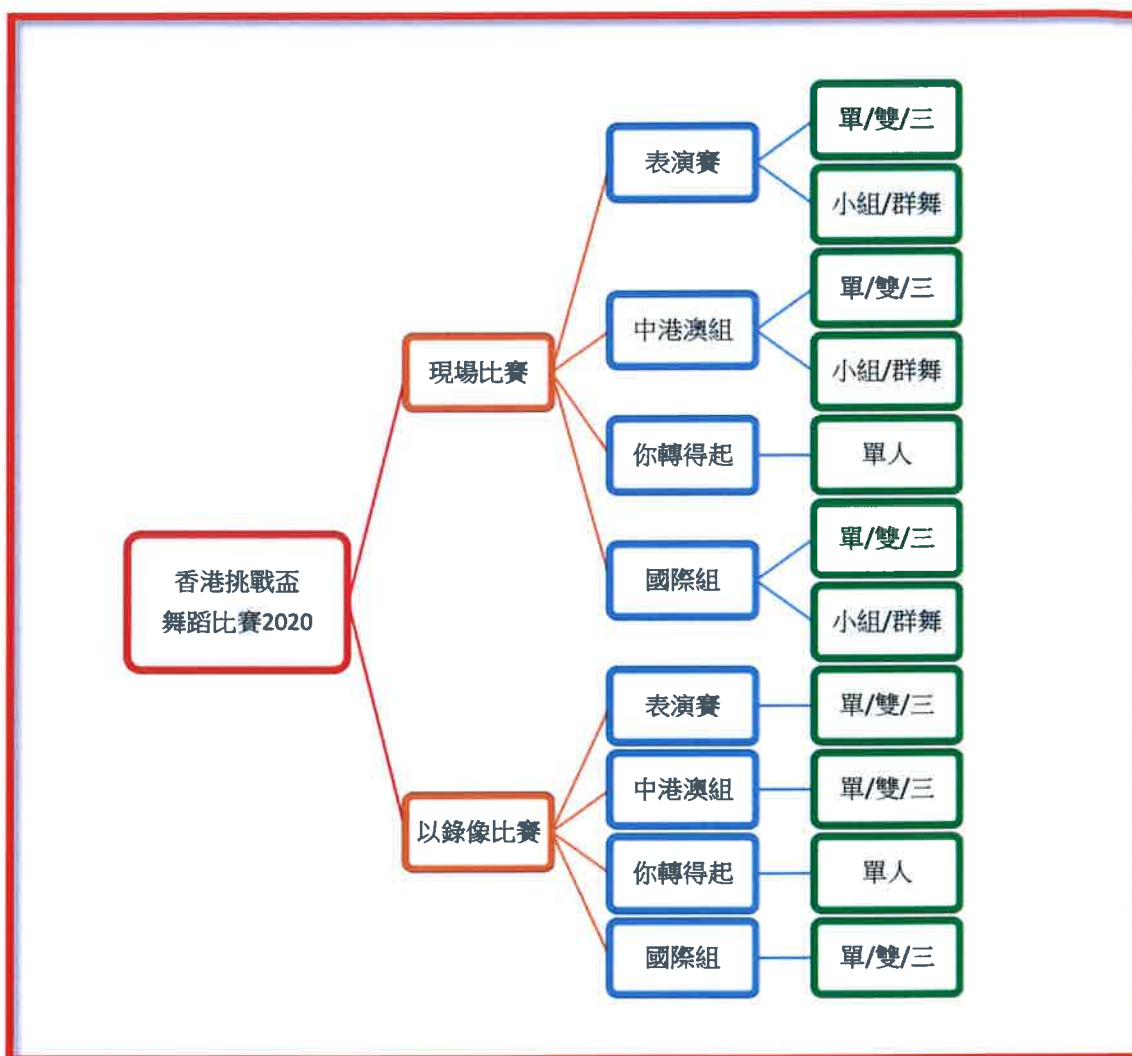 香港挑戰盃
舞蹈比賽2020
現場比賽
表演賽
單/雙/三
小組/群舞
中港澳組
單/雙/三
小組/群舞
你轉得起
單人
國際組
單/雙/三
小組/群舞
以錄像比賽
表演賽
單/雙/三
中港澳組
單/雙/三
你轉得起
單人
國際組
單/雙/三